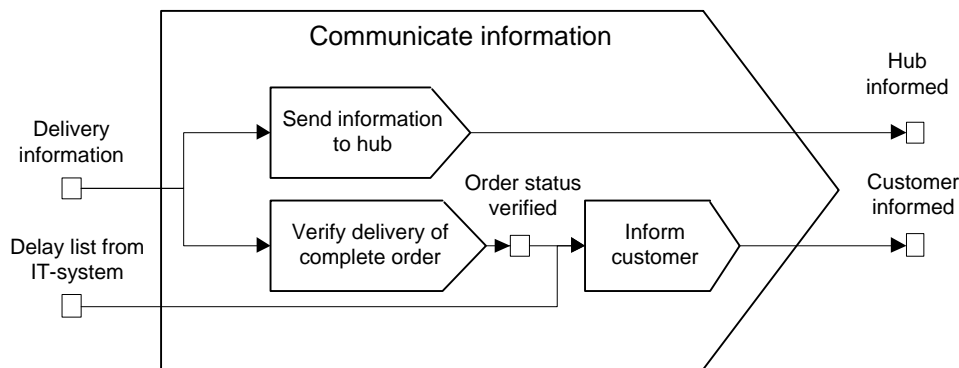 Communicate information
Hub
informed
Send information
to hub
Delivery
information
Order status
verified
Customer
informed
Verify delivery of
complete order
Inform
customer
Delay list from
IT-system